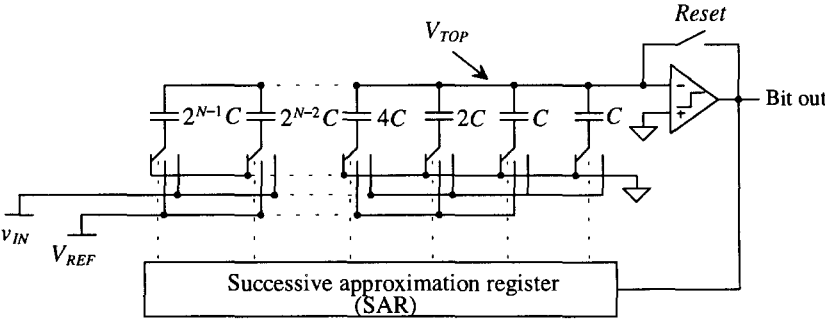 Reset
V_TOP
2^{N-1}C
2^{N-2}C
4C
2C
C
C
−
+
Bit out
v_IN
V_REF
Successive approximation register
(SAR)